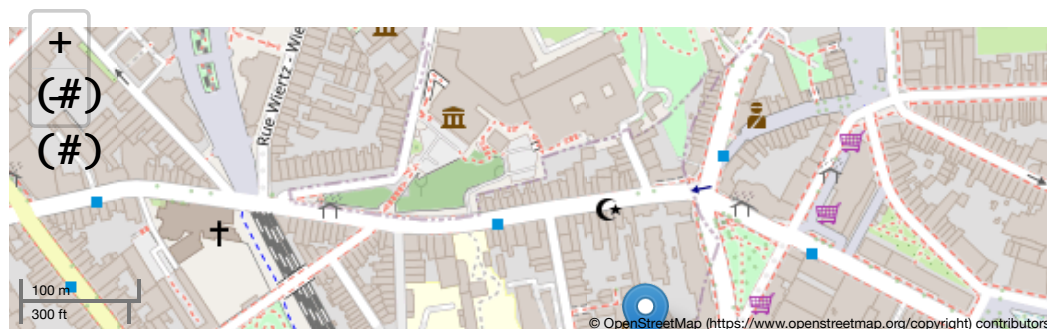 +
(-#)
(#)
Rue Wiertz - Wie
100 m
300 ft
© OpenStreetMap (https://www.openstreetmap.org/copyright) contributors